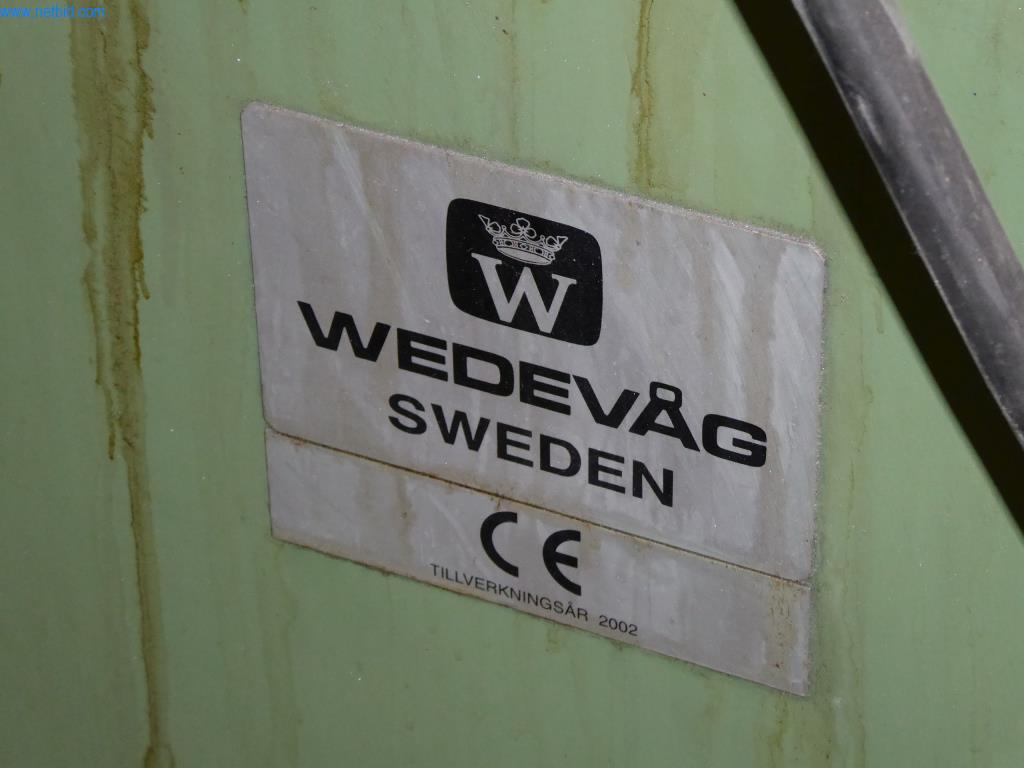 www.netbid.com
W
WEDEVÅG
SWEDEN
CE
TILLVERKNINGSÅR 2002